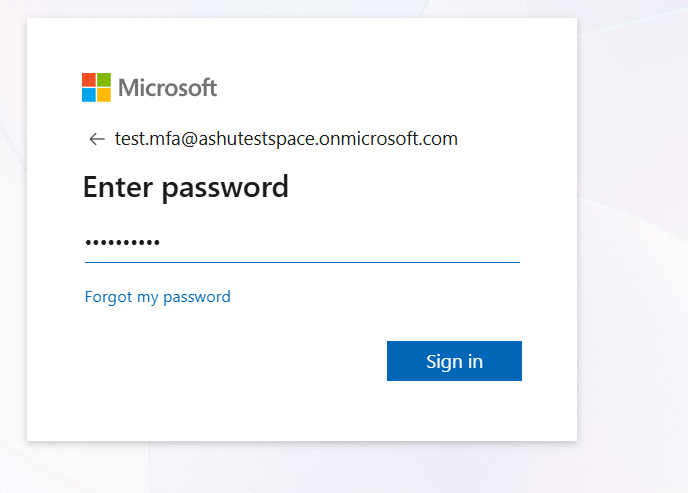 Microsoft
← test.mfa@ashutestspace.onmicrosoft.com
Enter password
••••••••••
Forgot my password
Sign in